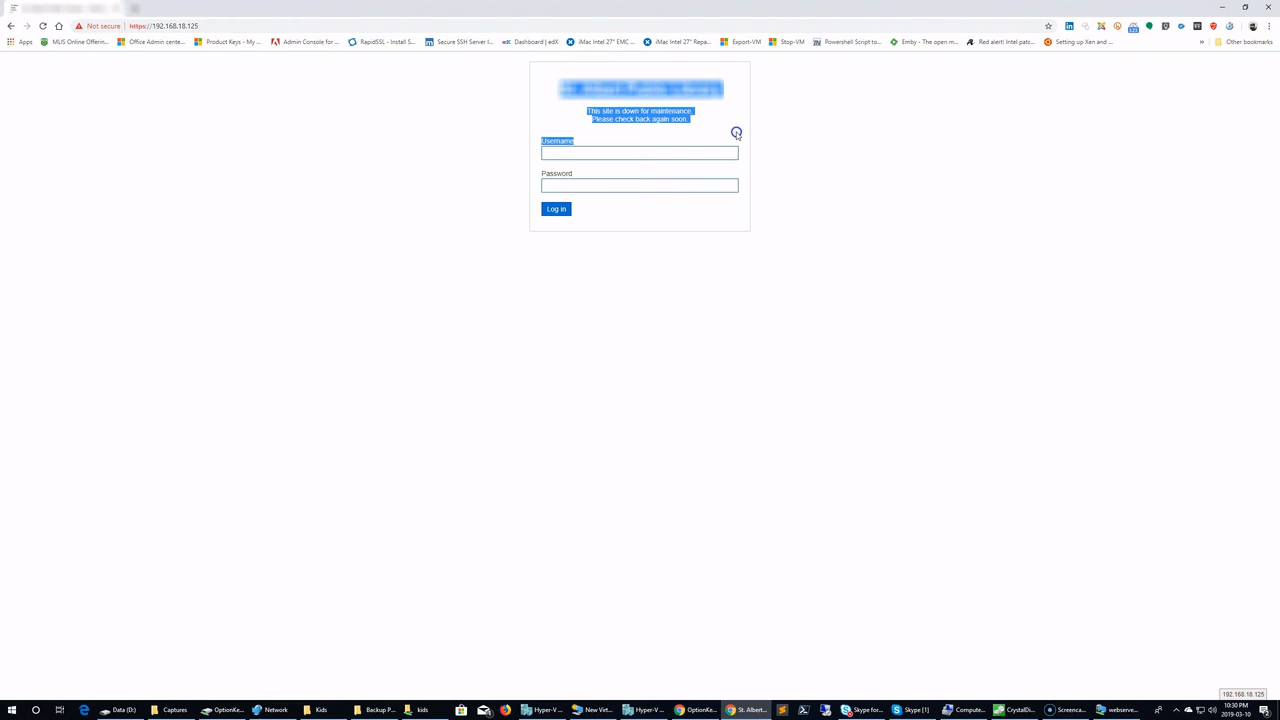 Not secure
https://192.168.18.125
Apps
MLIS Online Offerin...
Office Admin cente...
Product Keys - My ...
Admin Console for ...
RapidSSL - Install S...
Secure SSH Server I...
Dashboard | edX
iMac Intel 27" EMC ...
iMac Intel 27" Repa...
Export-VM
Stop-VM
Powershell Script to...
Emby - The open m...
Red alert! Intel patc...
Setting up Xen and ...
»
Other bookmarks
This site is down for maintenance.
Please check back again soon.
Username
Password
Log in
192.168.18.125
Data (D:)
Captures
OptionKe...
Network
Kids
Backup P...
kids
Hyper-V ...
New Virt...
Hyper-V ...
OptionKe...
St. Albert...
Skype for...
Skype [1]
Compute...
CrystalDi...
Screenca...
webserve...
10:30 PM
2019-03-10